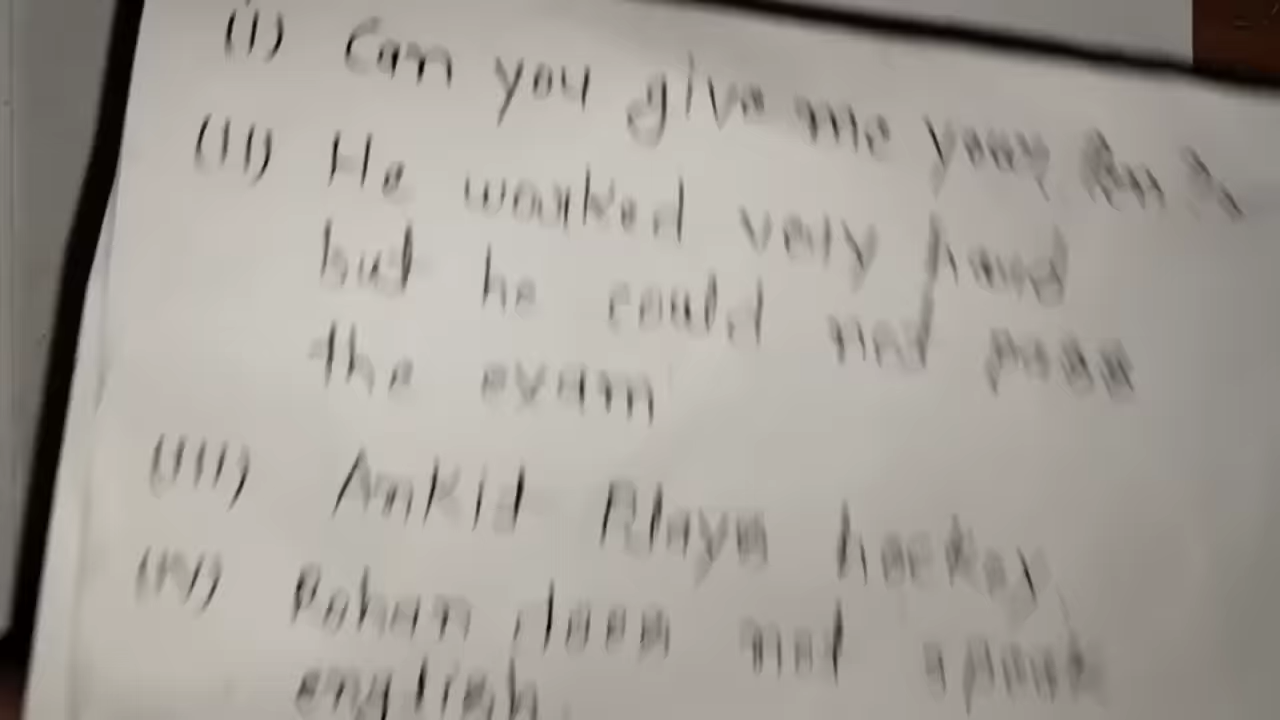 (i) Can you give me your
(ii) He worked very hard
but he could not pass
the exam
(iii) Ankit Plays hockey
(iv) Rohan does not speak
english